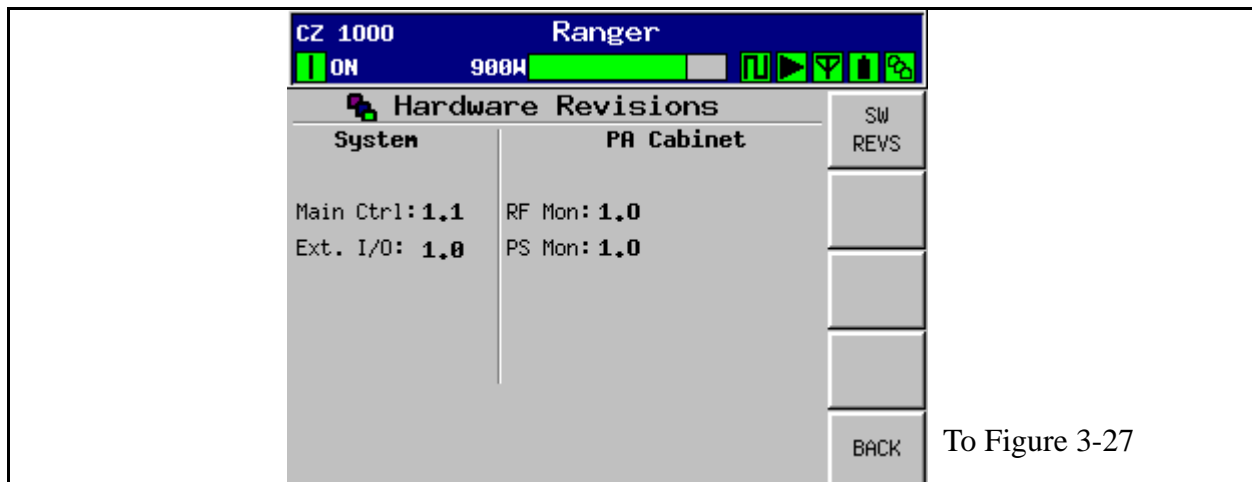 CZ 1000 Ranger
ON 900W
Hardware Revisions
SW
REVS
System PA Cabinet
Main Ctrl: 1.1 RF Mon: 1.0
Ext. I/O: 1.0 PS Mon: 1.0
BACK To Figure 3-27